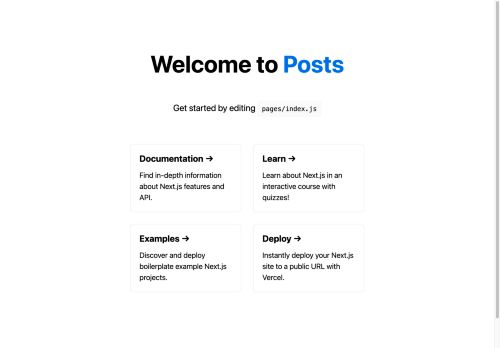 Welcome to Posts
Get started by editing pages/index.js
Documentation →
Find in-depth information
about Next.js features and
API.
Learn →
Learn about Next.js in an
interactive course with
quizzes!
Examples →
Discover and deploy
boilerplate example Next.js
projects.
Deploy →
Instantly deploy your Next.js
site to a public URL with
Vercel.